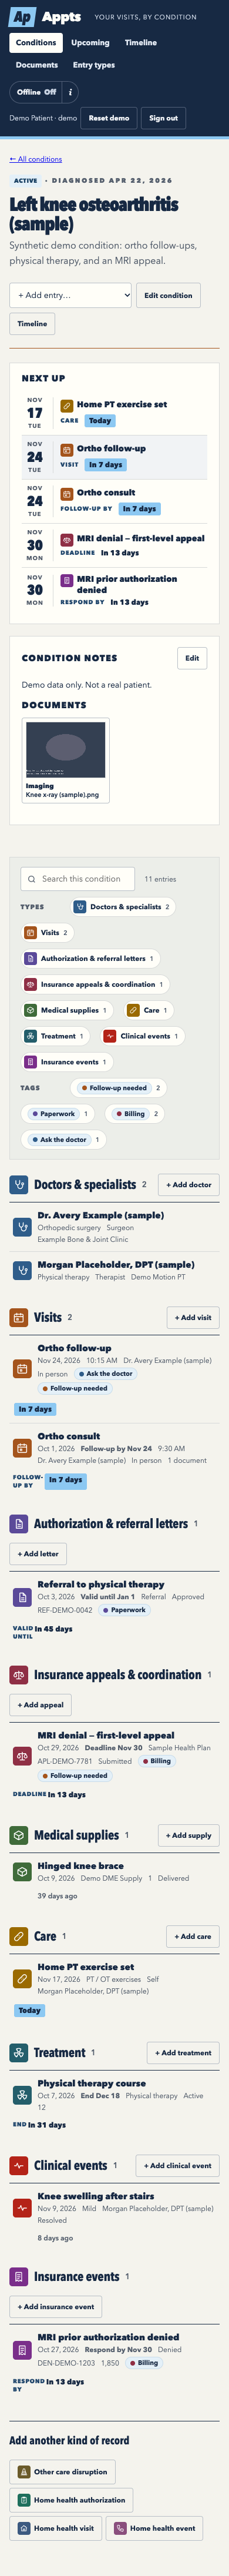 Ap Appts YOUR VISITS, BY CONDITION
Conditions Upcoming Timeline
Documents Entry types
Offline Off i
Demo Patient · demo Reset demo Sign out
← All conditions
ACTIVE • DIAGNOSED APR 22, 2026
Left knee osteoarthritis
(sample)
Synthetic demo condition: ortho follow-ups,
physical therapy, and an MRI appeal.
+ Add entry… Edit condition
Timeline
NEXT UP
NOV
17
TUE
Home PT exercise set
CARE Today
NOV
24
TUE
Ortho follow-up
VISIT In 7 days
NOV
24
TUE
Ortho consult
FOLLOW-UP BY In 7 days
NOV
30
MON
MRI denial — first-level appeal
DEADLINE In 13 days
NOV
30
MON
MRI prior authorization
denied
RESPOND BY In 13 days
CONDITION NOTES Edit
Demo data only. Not a real patient.
DOCUMENTS
Imaging
Knee x-ray (sample).png
Search this condition 11 entries
TYPES Doctors & specialists 2
Visits 2
Authorization & referral letters 1
Insurance appeals & coordination 1
Medical supplies 1 Care 1
Treatment 1 Clinical events 1
Insurance events 1
TAGS Follow-up needed 2
Paperwork 1 Billing 2
Ask the doctor 1
Doctors & specialists 2 + Add doctor
Dr. Avery Example (sample)
Orthopedic surgery Surgeon
Example Bone & Joint Clinic
Morgan Placeholder, DPT (sample)
Physical therapy Therapist Demo Motion PT
Visits 2 + Add visit
Ortho follow-up
Nov 24, 2026 10:15 AM Dr. Avery Example (sample)
In person Ask the doctor
Follow-up needed
In 7 days
Ortho consult
Oct 1, 2026 Follow-up by Nov 24 9:30 AM
Dr. Avery Example (sample) In person 1 document
FOLLOW-UP BY In 7 days
Authorization & referral letters 1
+ Add letter
Referral to physical therapy
Oct 3, 2026 Valid until Jan 1 Referral Approved
REF-DEMO-0042 Paperwork
VALID UNTIL In 45 days
Insurance appeals & coordination 1
+ Add appeal
MRI denial — first-level appeal
Oct 29, 2026 Deadline Nov 30 Sample Health Plan
APL-DEMO-7781 Submitted Billing
Follow-up needed
DEADLINE In 13 days
Medical supplies 1 + Add supply
Hinged knee brace
Oct 9, 2026 Demo DME Supply 1 Delivered
39 days ago
Care 1 + Add care
Home PT exercise set
Nov 17, 2026 PT / OT exercises Self
Morgan Placeholder, DPT (sample)
Today
Treatment 1 + Add treatment
Physical therapy course
Oct 7, 2026 End Dec 18 Physical therapy Active
12
END In 31 days
Clinical events 1 + Add clinical event
Knee swelling after stairs
Nov 9, 2026 Mild Morgan Placeholder, DPT (sample)
Resolved
8 days ago
Insurance events 1
+ Add insurance event
MRI prior authorization denied
Oct 27, 2026 Respond by Nov 30 Denied
DEN-DEMO-1203 1,850 Billing
RESPOND BY In 13 days
Add another kind of record
Other care disruption
Home health authorization
Home health visit Home health event